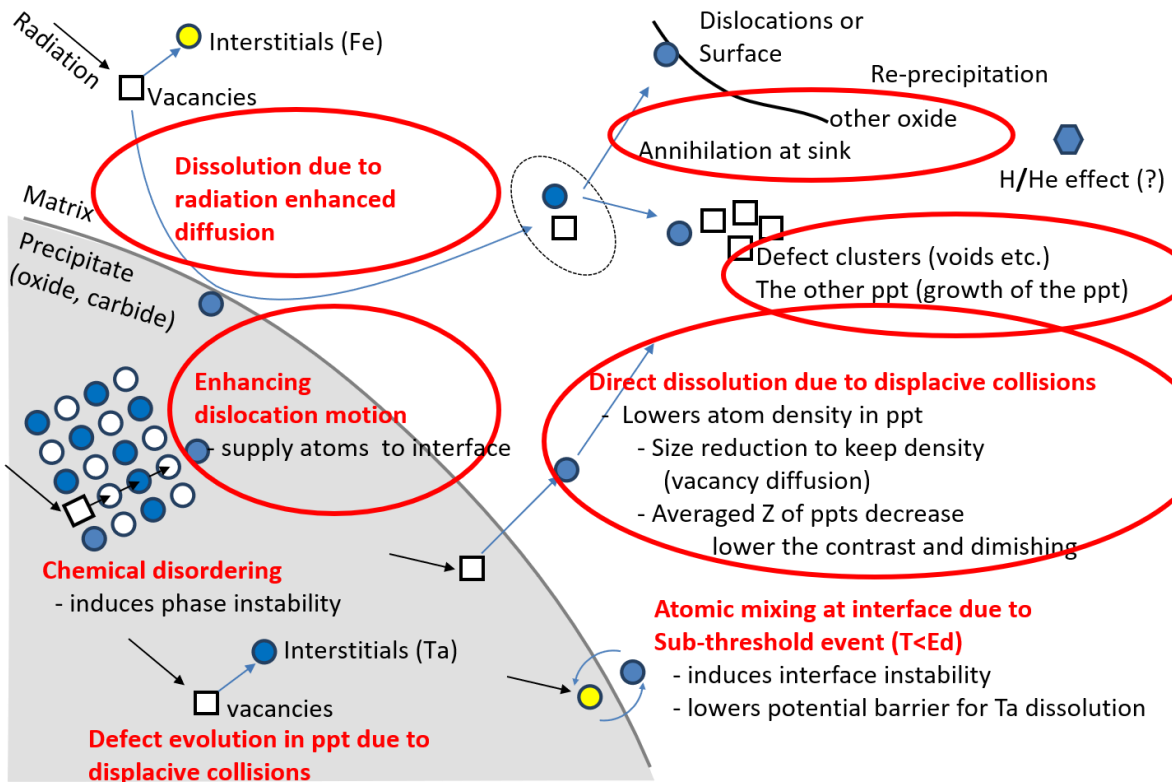 Radiation
Interstitials (Fe)
Vacancies
Dislocations or
Surface
Re-precipitation
other oxide
Annihilation at sink
H/He effect (?)
Dissolution due to
radiation enhanced
diffusion
Matrix
Precipitate
(oxide, carbide)
Defect clusters (voids etc.)
The other ppt (growth of the ppt)
Enhancing
dislocation motion
- supply atoms to interface
Direct dissolution due to displacive collisions
- Lowers atom density in ppt
- Size reduction to keep density
(vacancy diffusion)
- Averaged Z of ppts decrease
lower the contrast and dimishing
Chemical disordering
- induces phase instability
Atomic mixing at interface due to
Sub-threshold event (T<Ed)
- induces interface instability
- lowers potential barrier for Ta dissolution
Interstitials (Ta)
vacancies
Defect evolution in ppt due to
displacive collisions